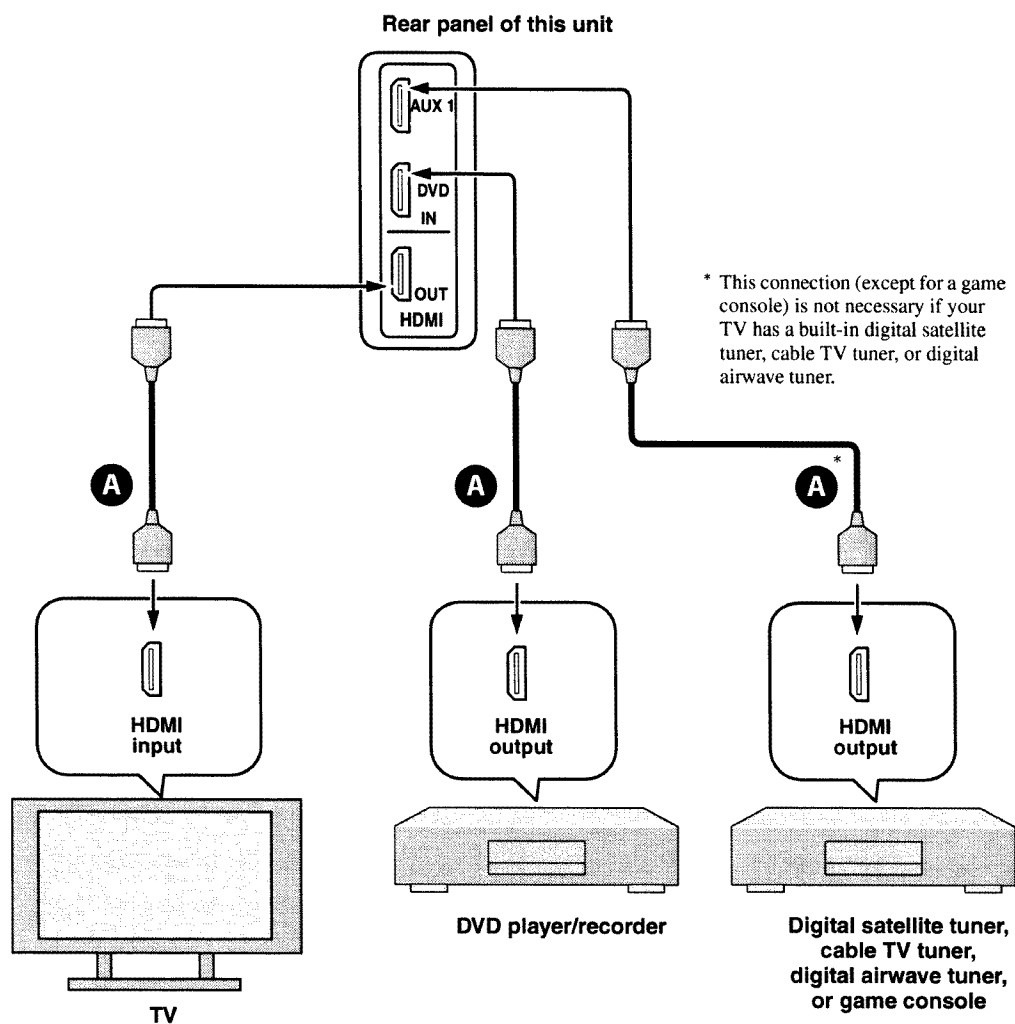 Rear panel of this unit
AUX 1
DVD
IN
OUT
HDMI
* This connection (except for a game
console) is not necessary if your
TV has a built-in digital satellite
tuner, cable TV tuner, or digital
airwave tuner.
A
A
A *
HDMI
input
HDMI
output
HDMI
output
TV
DVD player/recorder
Digital satellite tuner,
cable TV tuner,
digital airwave tuner,
or game console